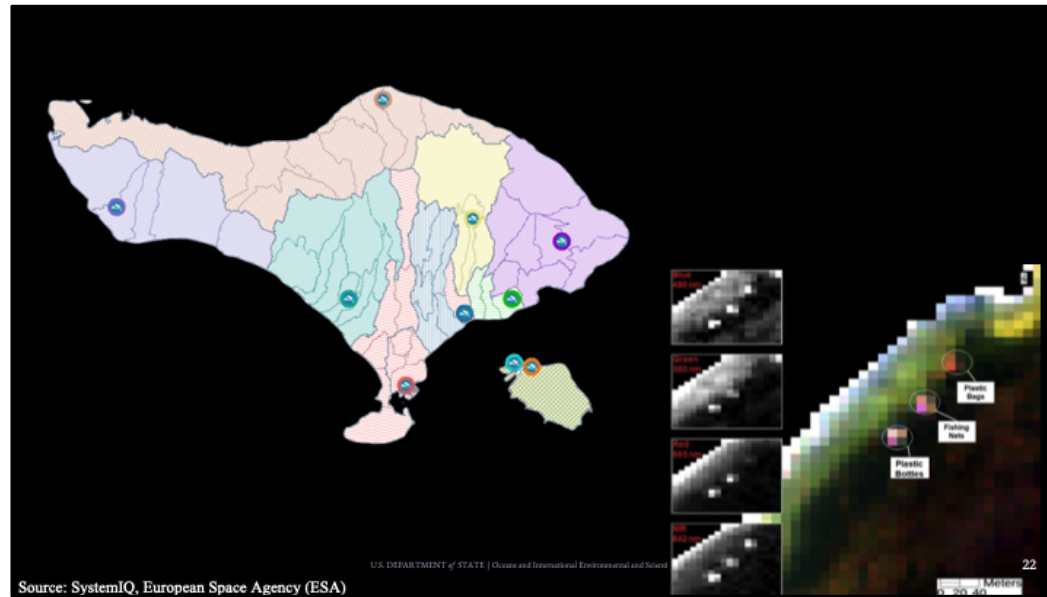 Blue
490 nm
Green
560 nm
Red
665 nm
NIR
842 nm
Plastic
Bags
Fishing
Nets
Plastic
Bottles
Meters
0 20 40
U.S. DEPARTMENT of STATE | Oceans and International Environmental and Scienti
22
Source: SystemIQ, European Space Agency (ESA)